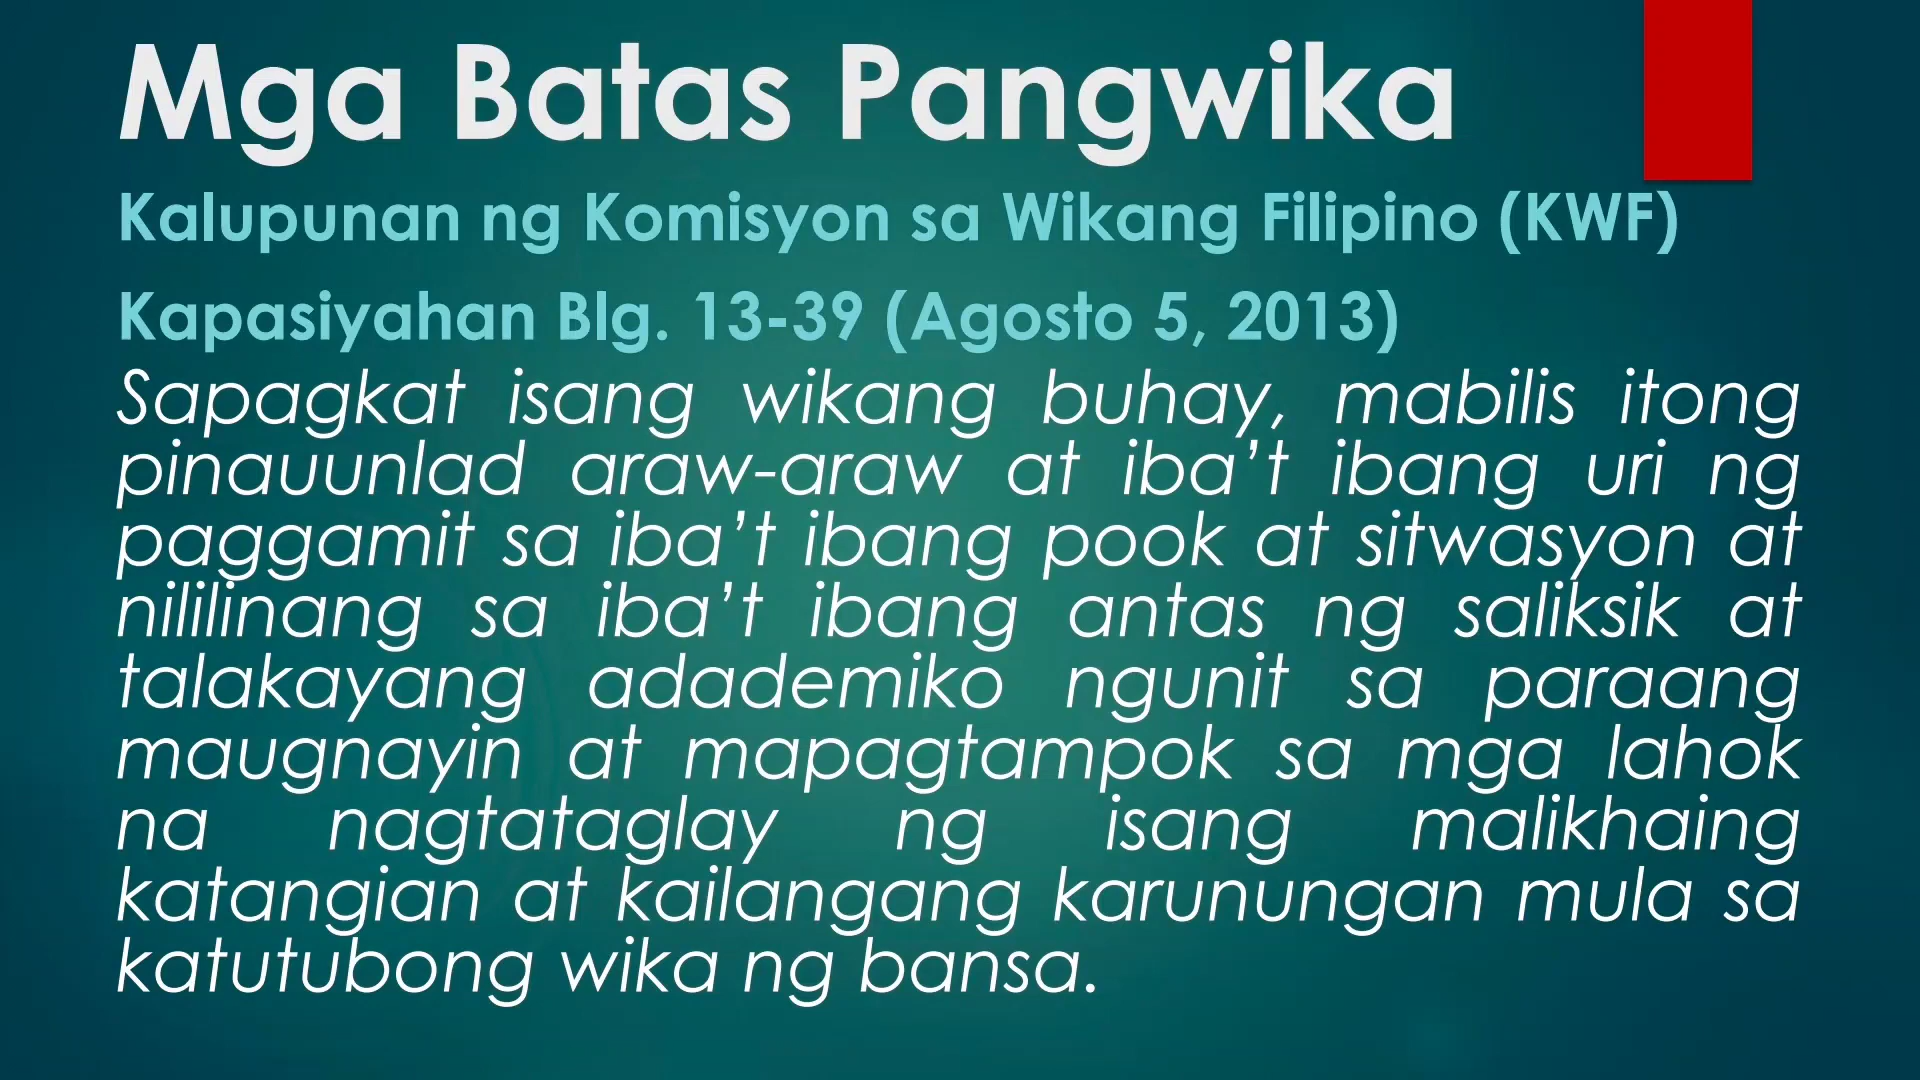 Mga Batas Pangwika
Kalupunan ng Komisyon sa Wikang Filipino (KWF)
Kapasiyahan Blg. 13-39 (Agosto 5, 2013)
Sapagkat isang wikang buhay, mabilis itong
pinauunlad araw-araw at iba’t ibang uri ng
paggamit sa iba’t ibang pook at sitwasyon at
nililinang sa iba’t ibang antas ng saliksik at
talakayang adademiko ngunit sa paraang
maugnayin at mapagtampok sa mga lahok
na nagtataglay ng isang malikhaing
katangian at kailangang karunungan mula sa
katutubong wika ng bansa.